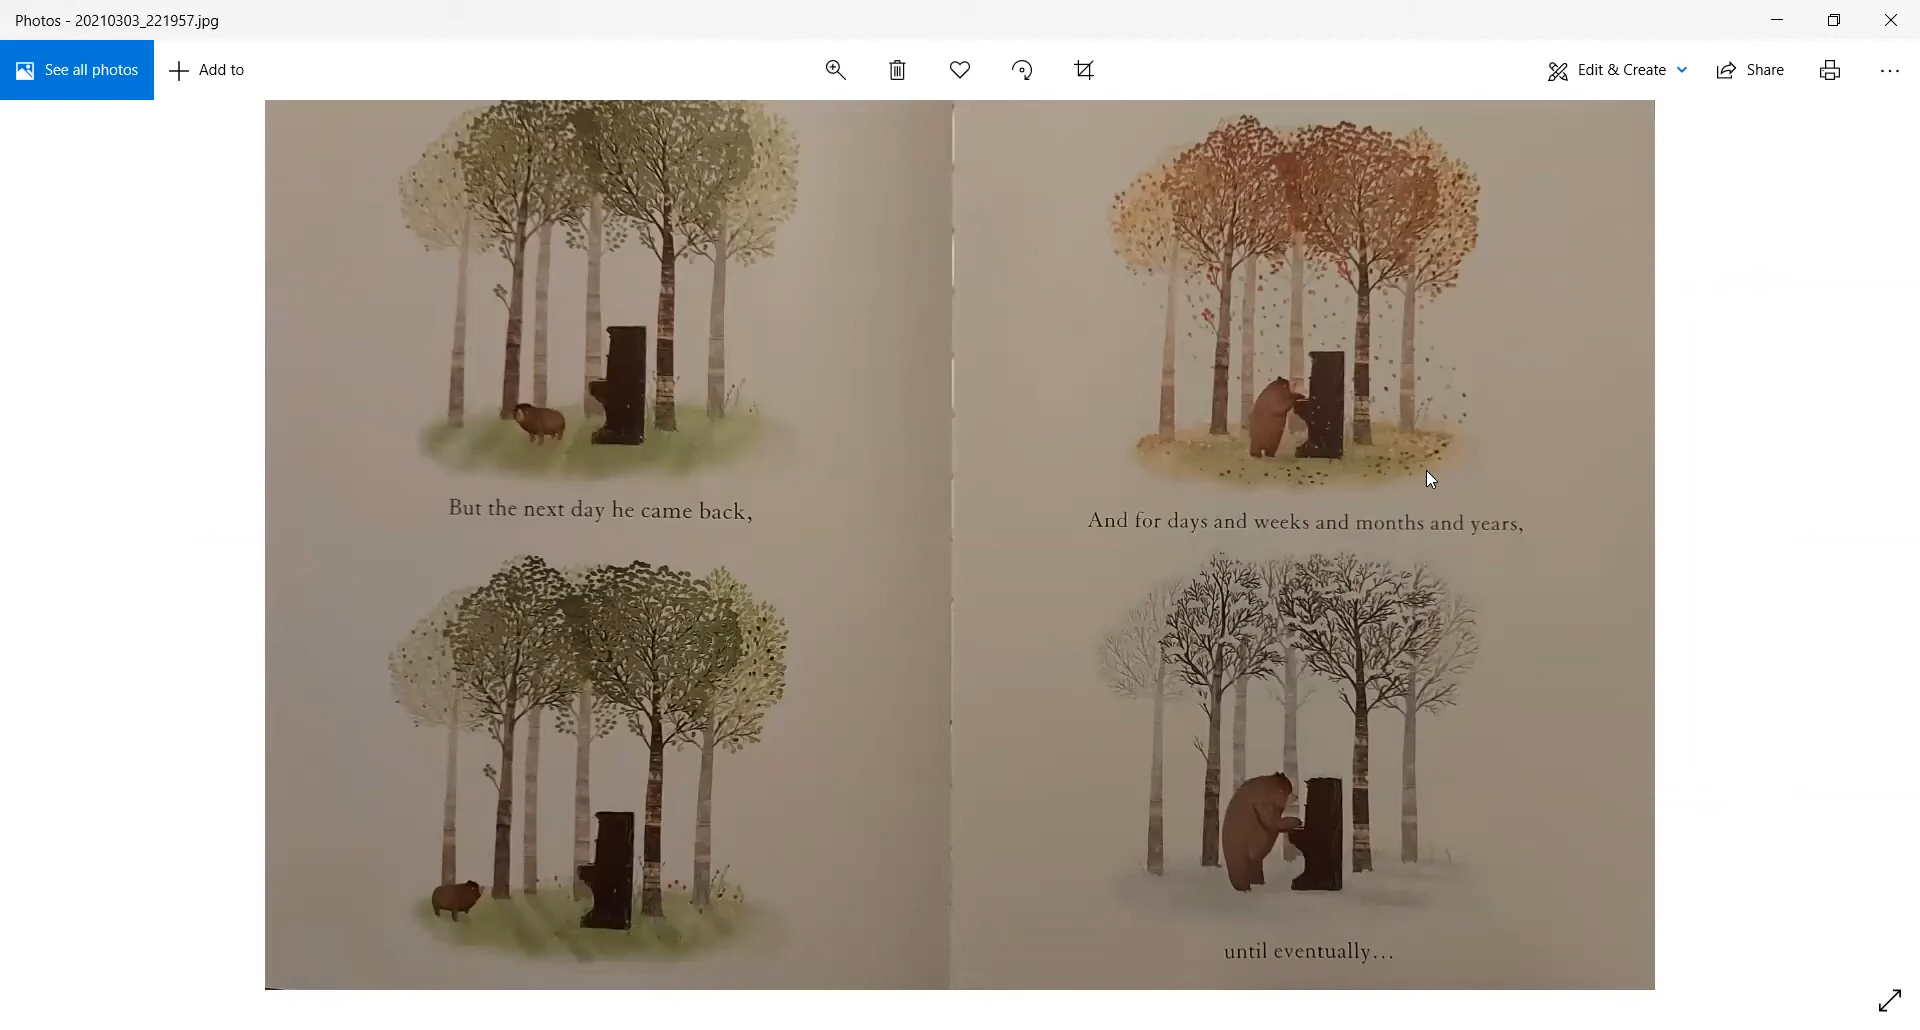 Photos - 20210303_221957.jpg
See all photos
Add to
Edit & Create
Share
But the next day he came back,
And for days and weeks and months and years,
until eventually...